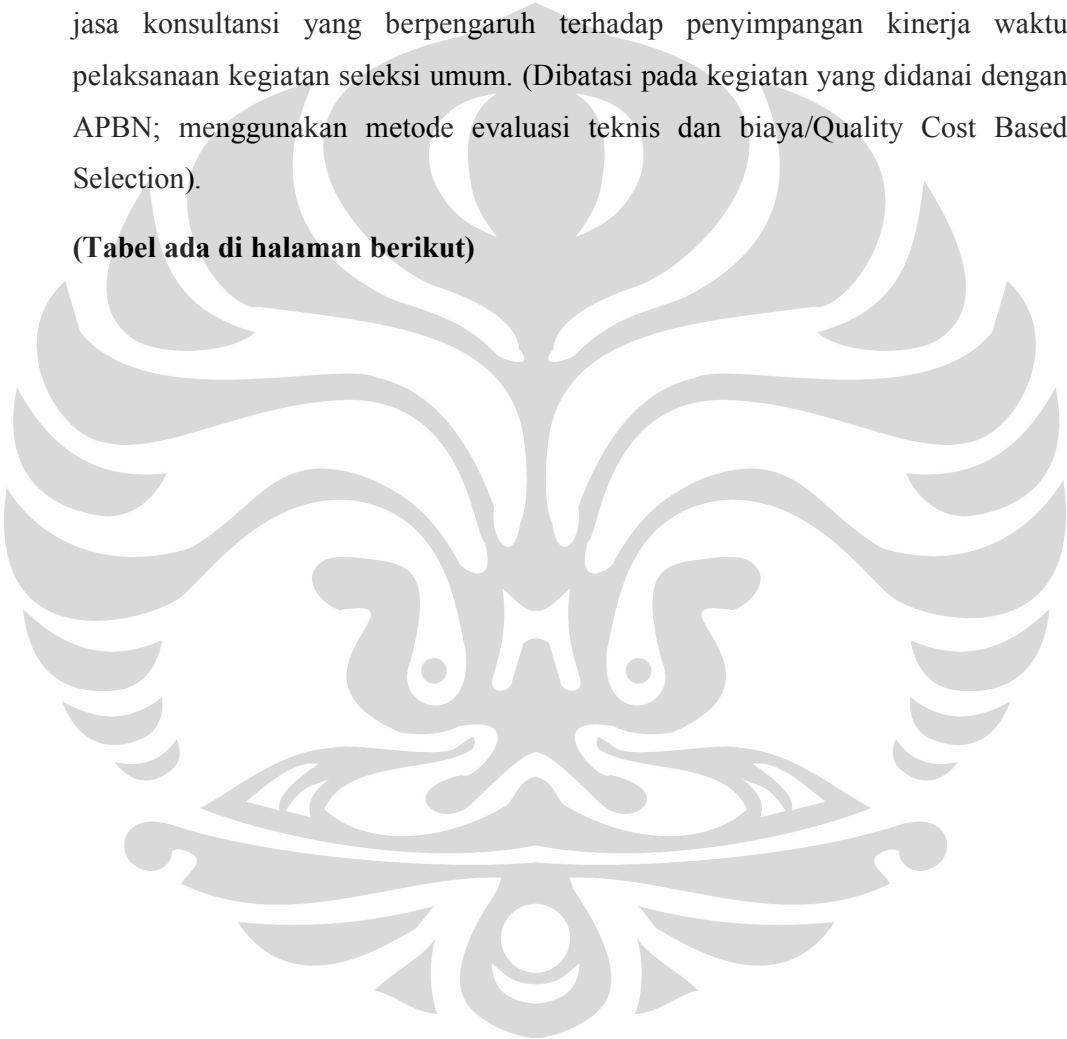 jasa konsultansi yang berpengaruh terhadap penyimpangan kinerja waktu
pelaksanaan kegiatan seleksi umum. (Dibatasi pada kegiatan yang didanai dengan
APBN; menggunakan metode evaluasi teknis dan biaya/Quality Cost Based
Selection).
(Tabel ada di halaman berikut)